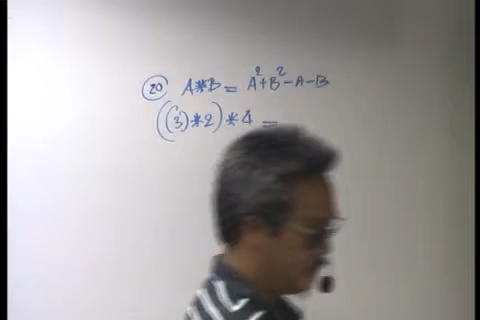 20 A*B = A²+B²-A-B
((3)*2)*4 =